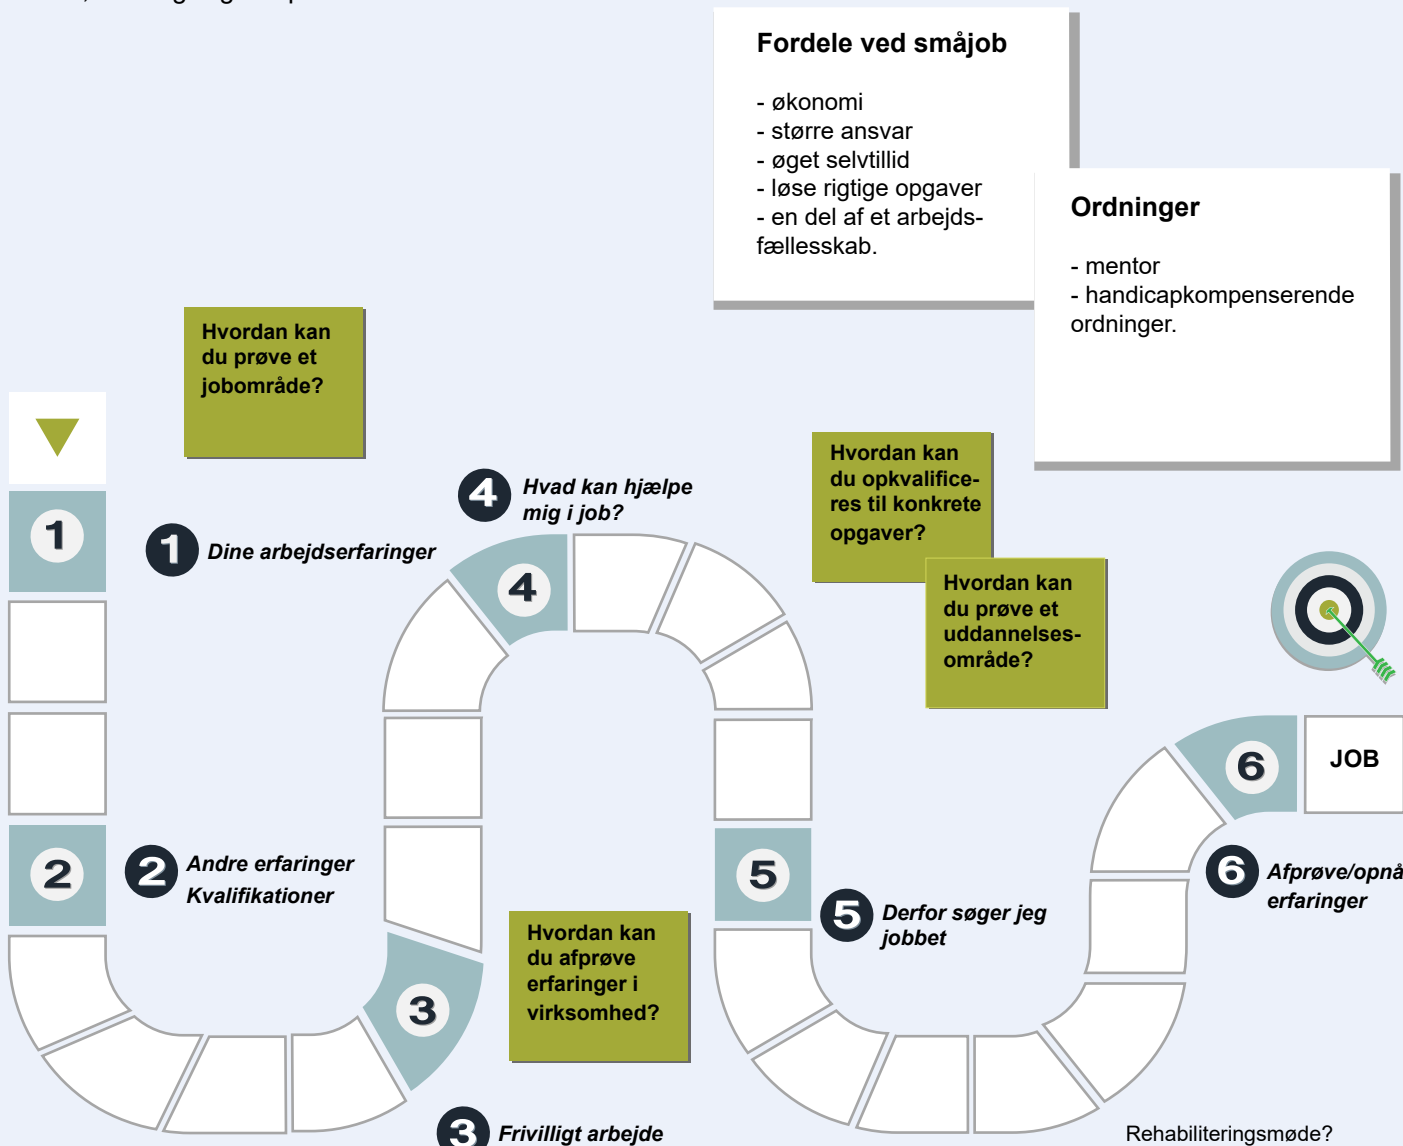 Fordele ved småjob
- økonomi
- større ansvar
- øget selvtillid
- løse rigtige opgaver
- en del af et arbejds-
fællesskab.
Ordninger
- mentor
- handicapkompenserende
ordninger.
Hvordan kan
du prøve et
jobområde?
1
1 Dine arbejdserfaringer
4 Hvad kan hjælpe
mig i job?
4
Hvordan kan
du opkvalifice-
res til konkrete
opgaver?
Hvordan kan
du prøve et
uddannelses-
område?
2
2 Andre erfaringer
Kvalifikationer
3
3 Frivilligt arbejde
Hvordan kan
du afprøve
erfaringer i
virksomhed?
5
5 Derfor søger jeg
jobbet
6
JOB
6 Afprøve/opnå
erfaringer
Rehabiliteringsmøde?